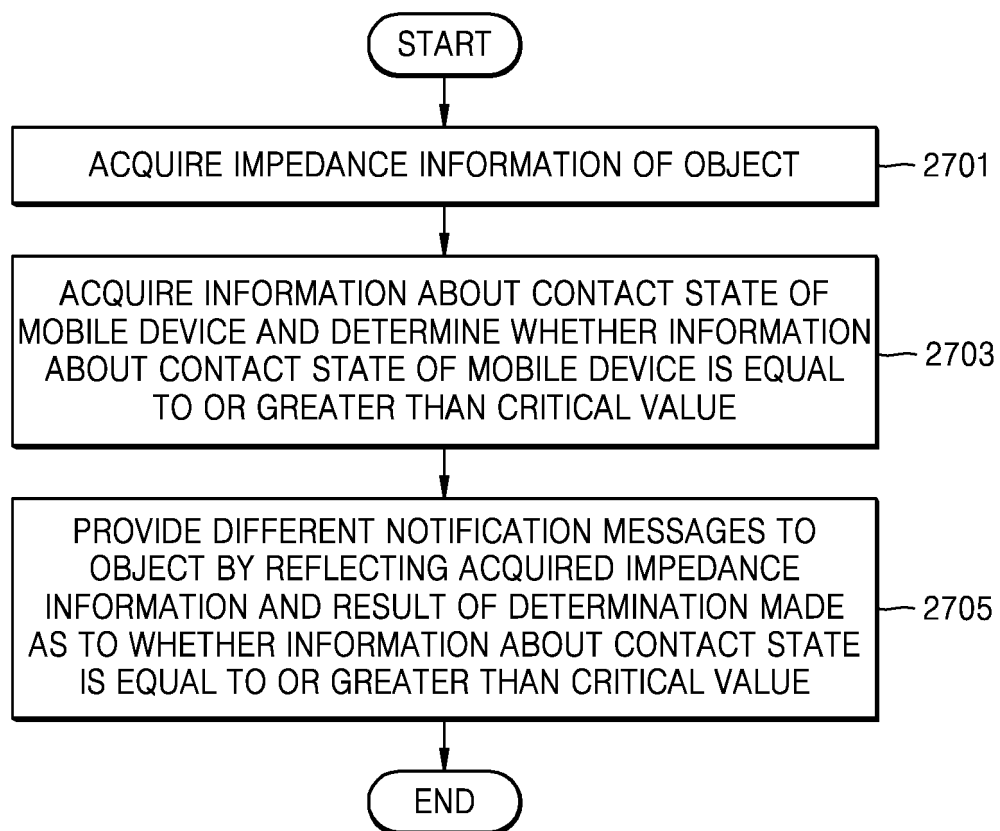 START
ACQUIRE IMPEDANCE INFORMATION OF OBJECT
2701
ACQUIRE INFORMATION ABOUT CONTACT STATE OF
MOBILE DEVICE AND DETERMINE WHETHER INFORMATION
ABOUT CONTACT STATE OF MOBILE DEVICE IS EQUAL
TO OR GREATER THAN CRITICAL VALUE
2703
PROVIDE DIFFERENT NOTIFICATION MESSAGES TO
OBJECT BY REFLECTING ACQUIRED IMPEDANCE
INFORMATION AND RESULT OF DETERMINATION MADE
AS TO WHETHER INFORMATION ABOUT CONTACT STATE
IS EQUAL TO OR GREATER THAN CRITICAL VALUE
2705
END